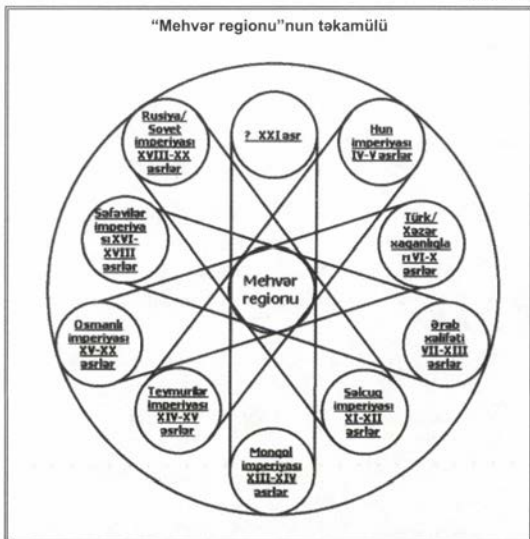 “Mehvər regionu”nun təkamülü
Rusiya/
Sovet
imperiyası
XVIII-XX
əsrlər
? XXI əsr
Hun
imperiyası
IV-V əsrlər
Səfəvilər
imperiya
sı XVI-
XVIII
əsrlər
Türk/
Xəzər
xaqanlıqla
rı VI-X
əsrlər
Mehvər
regionu
Osmanlı
imperiyası
XV-XX
əsrlər
Ərəb
xəlifəti
VII-XIII
əsrlər
Teymurilər
imperiyası
XIV-XV
əsrlər
Səlcuq
imperiyası
XI-XII
əsrlər
Monqol
imperiyası
XIII-XIV
əsrlər